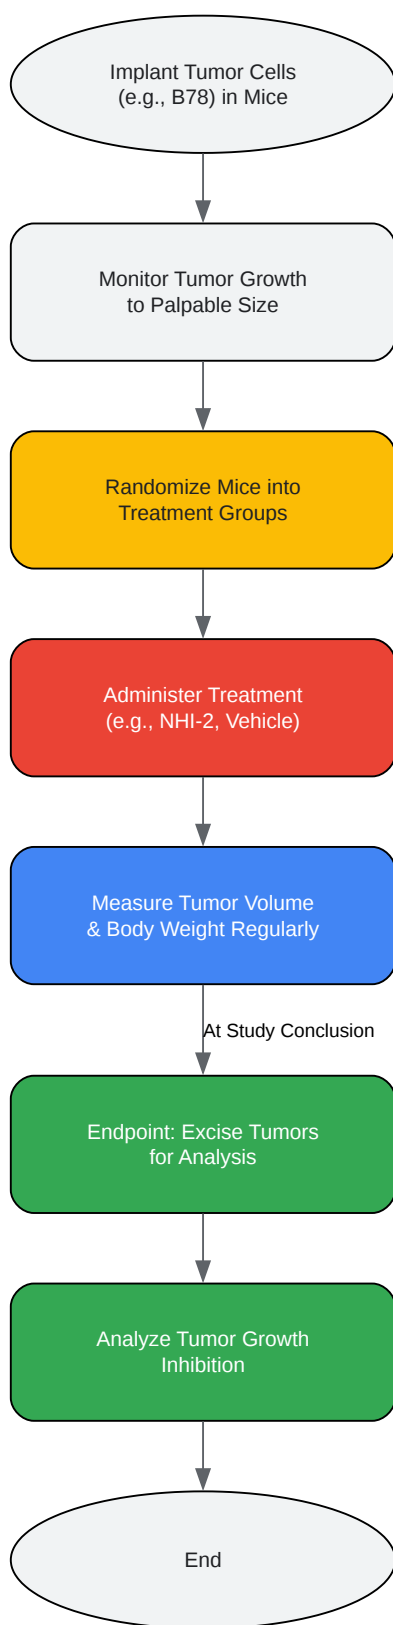 Implant Tumor Cells
(e.g., B78) in Mice
Monitor Tumor Growth
to Palpable Size
Randomize Mice into
Treatment Groups
Administer Treatment
(e.g., NHI-2, Vehicle)
Measure Tumor Volume
& Body Weight Regularly
At Study Conclusion
Endpoint: Excise Tumors
for Analysis
Analyze Tumor Growth
Inhibition
End